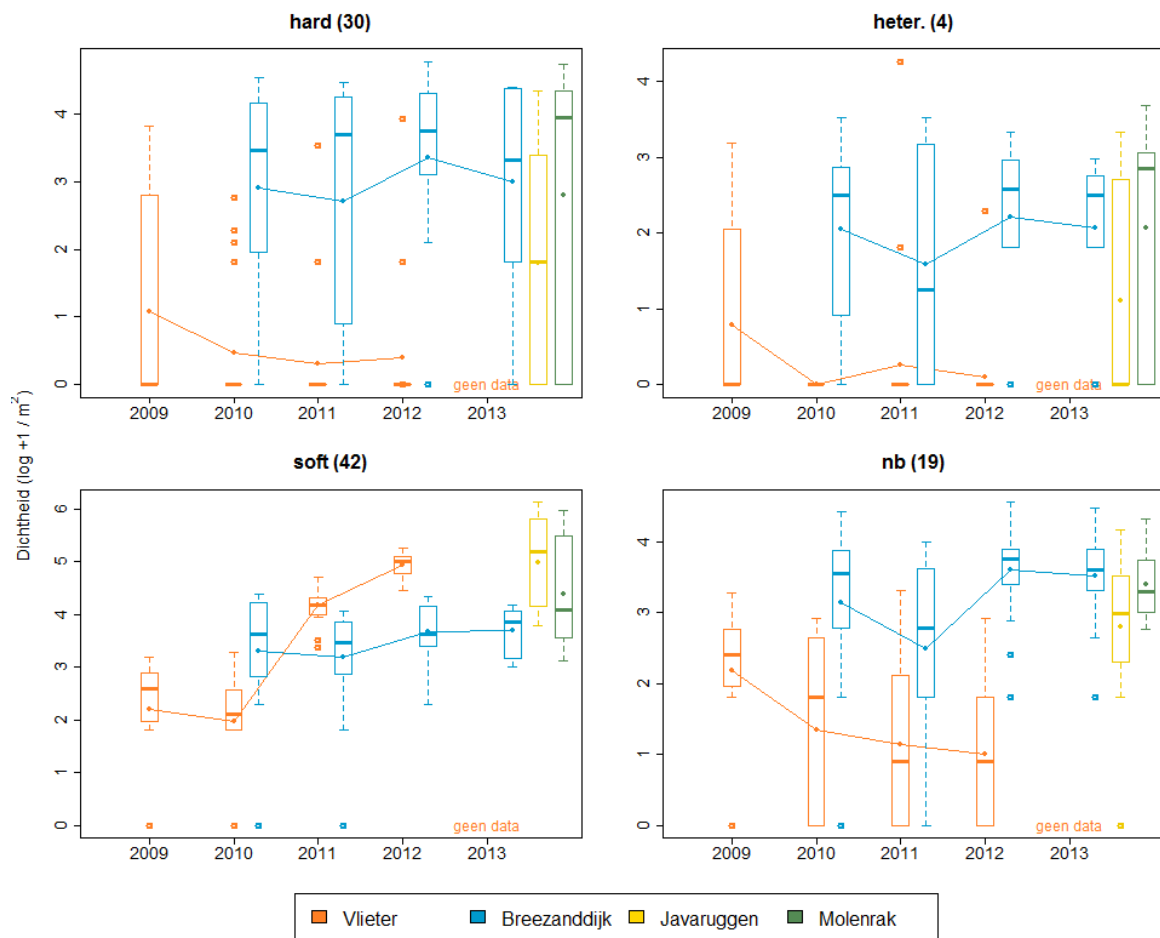 hard (30)
heter. (4)
4
3
2
1
0
geen data
2009 2010 2011 2012 2013
4
3
2
1
0
geen data
2009 2010 2011 2012 2013
Dichtheid (log +1 / m²)
soft (42)
nb (19)
6
5
4
3
2
1
0
geen data
2009 2010 2011 2012 2013
4
3
2
1
0
geen data
2009 2010 2011 2012 2013
Vlieter Breezanddijk Javaruggen Molenrak